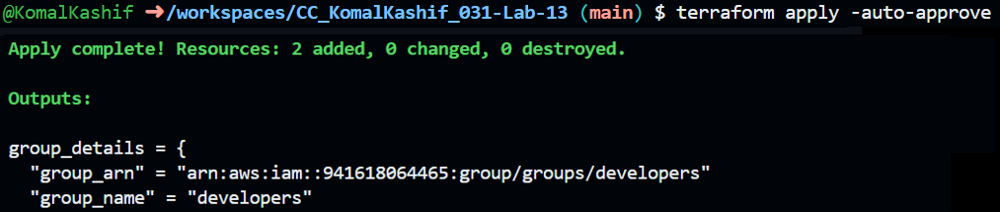 @KomalKashif ➜/workspaces/CC_KomalKashif_031-Lab-13 (main) $ terraform apply -auto-approve
Apply complete! Resources: 2 added, 0 changed, 0 destroyed.
Outputs:
group_details = {
"group_arn" = "arn:aws:iam::941618064465:group/groups/developers"
"group_name" = "developers"